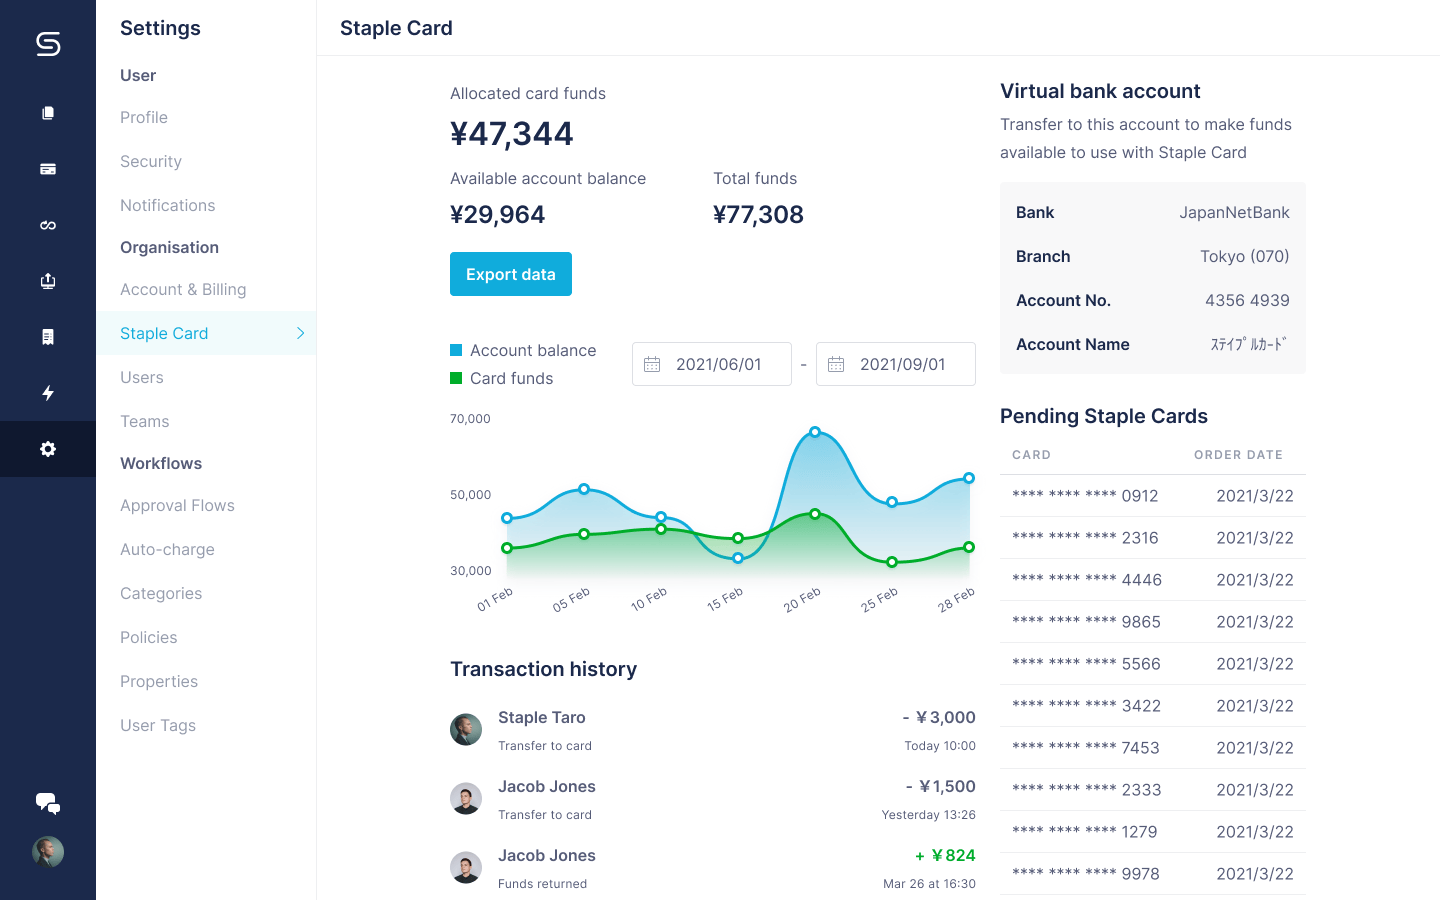 Settings
User
Profile
Security
Notifications
Organisation
Account & Billing
Staple Card
Users
Teams
Workflows
Approval Flows
Auto-charge
Categories
Policies
Properties
User Tags
Staple Card
Allocated card funds
¥47,344
Available account balance
¥29,964
Total funds
¥77,308
Export data
Account balance
Card funds
2021/06/01 - 2021/09/01
70,000
50,000
30,000
01 Feb 05 Feb 10 Feb 15 Feb 20 Feb 25 Feb 28 Feb
Transaction history
Staple Taro - ¥3,000
Transfer to card Today 10:00
Jacob Jones - ¥1,500
Transfer to card Yesterday 13:26
Jacob Jones + ¥824
Funds returned Mar 26 at 16:30
Virtual bank account
Transfer to this account to make funds
available to use with Staple Card
Bank JapanNetBank
Branch Tokyo (070)
Account No. 4356 4939
Account Name ｽﾃｲﾌﾟﾙｶｰﾄﾞ
Pending Staple Cards
CARD ORDER DATE
**** **** **** 0912 2021/3/22
**** **** **** 2316 2021/3/22
**** **** **** 4446 2021/3/22
**** **** **** 9865 2021/3/22
**** **** **** 5566 2021/3/22
**** **** **** 3422 2021/3/22
**** **** **** 7453 2021/3/22
**** **** **** 2333 2021/3/22
**** **** **** 1279 2021/3/22
**** **** **** 9978 2021/3/22